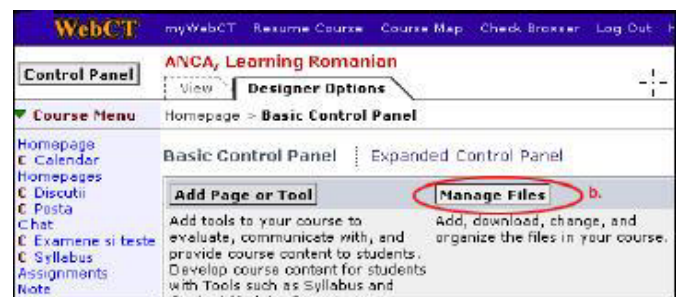 WebCT myWebCT Resume Course Course Map Check Browser Log Out
Control Panel
ANCA, Learning Romanian
View Designer Options
Course Menu
Homepage > Basic Control Panel
Homepage
Calendar
Homepages
Discutii
Posta
Chat
Examene si teste
Syllabus
Assignments
Note
Basic Control Panel Expanded Control Panel
Add Page or Tool
Manage Files b.
Add tools to your course to
evaluate, communicate with, and
provide course content to students.
Develop course content for students
with Tools such as Syllabus and
Add, download, change, and
organize the files in your course.